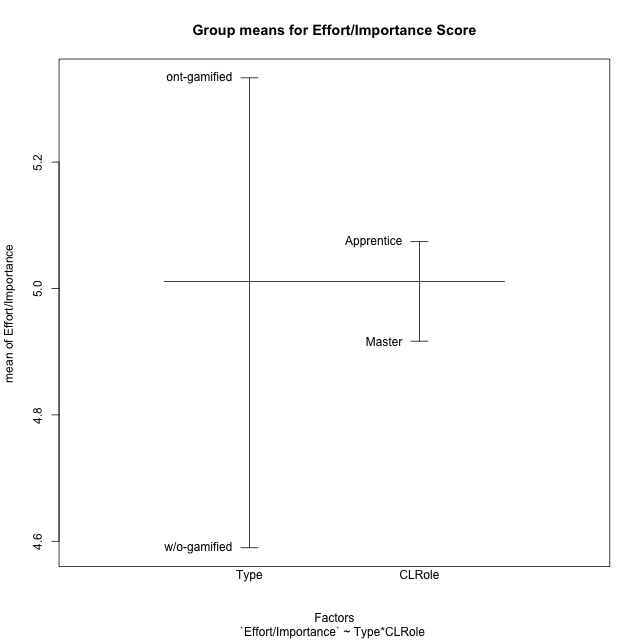 Group means for Effort/Importance Score
ont-gamified
5.2
Apprentice
5.0
mean of Effort/Importance
Master
4.8
4.6
w/o-gamified
Type CLRole
Factors
`Effort/Importance` ~ Type*CLRole